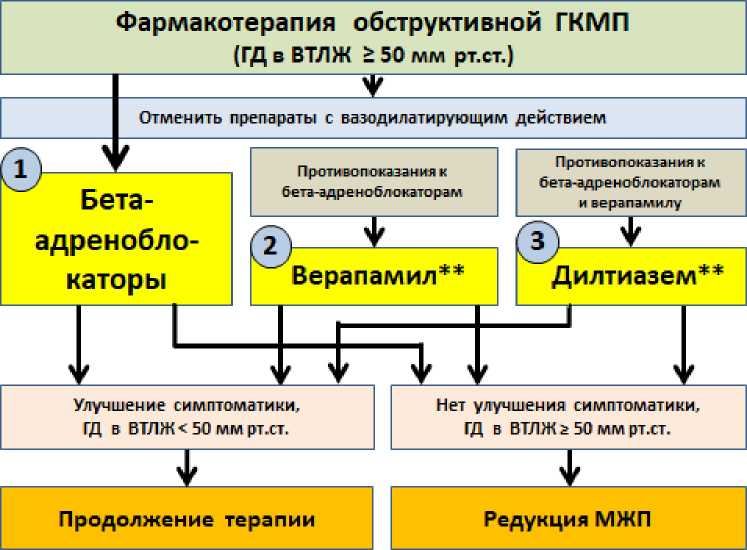 Фармакотерапия обструктивной ГКМП
(ГД в ВТЛЖ ≥ 50 мм рт.ст.)
Отменить препараты с вазодилатирующим действием
1
Бета-
адренобло-
каторы
Противопоказания к
бета-адреноблокаторам
2
Верапамил**
Противопоказания к
бета-адреноблокаторам
и верапамилу
3
Дилтиазем**
Улучшение симптоматики,
ГД в ВТЛЖ < 50 мм рт.ст.
Нет улучшения симптоматики,
ГД в ВТЛЖ ≥ 50 мм рт.ст.
Продолжение терапии
Редукция МЖП